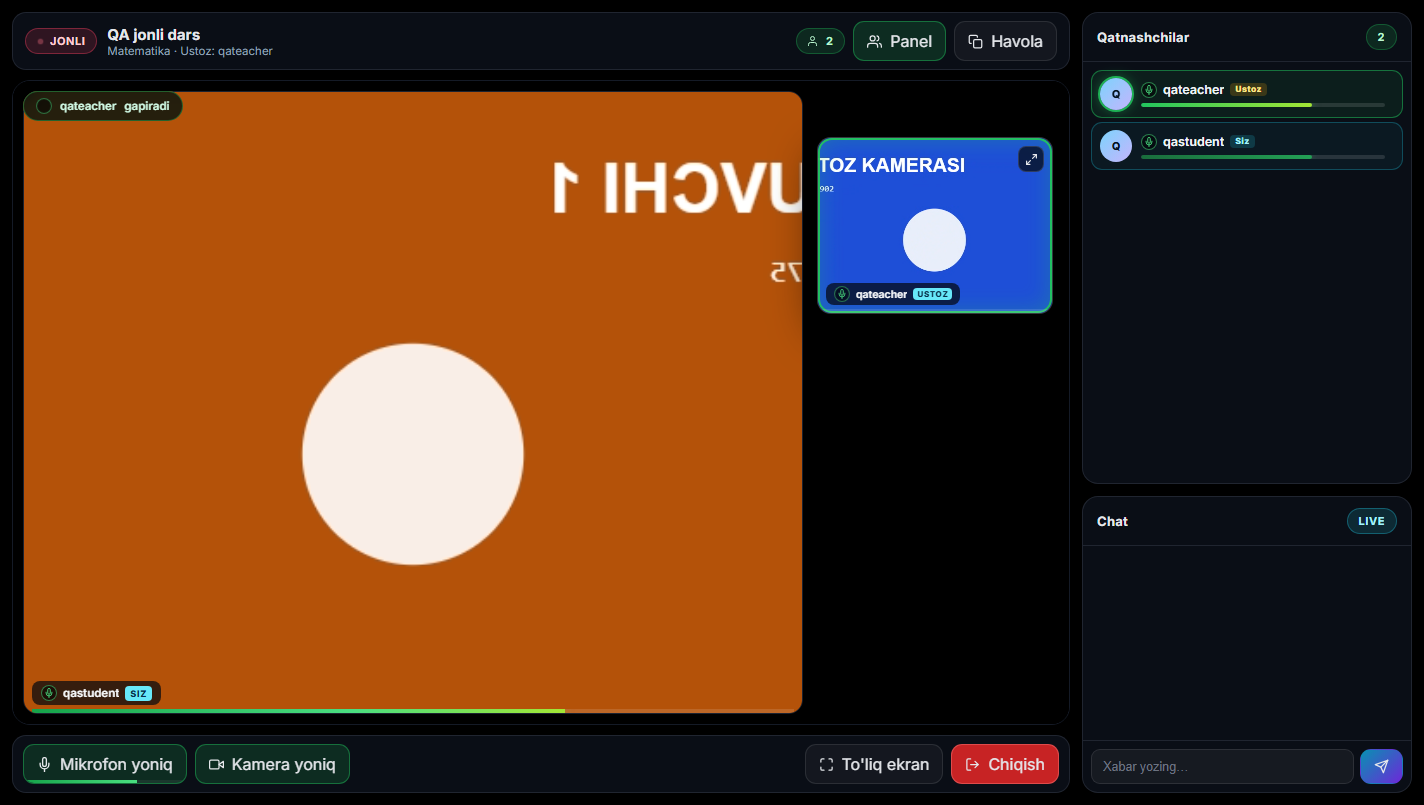 JONLI
QA jonli dars
Matematika · Ustoz: qateacher
2
Panel
Havola
qateacher gapiradi
UVCHI 1
75
qastudent SIZ
TOZ KAMERASI
902
qateacher USTOZ
Mikrofon yoniq
Kamera yoniq
To'liq ekran
Chiqish
Qatnashchilar
2
Q
qateacher Ustoz
Q
qastudent Siz
Chat
LIVE
Xabar yozing...